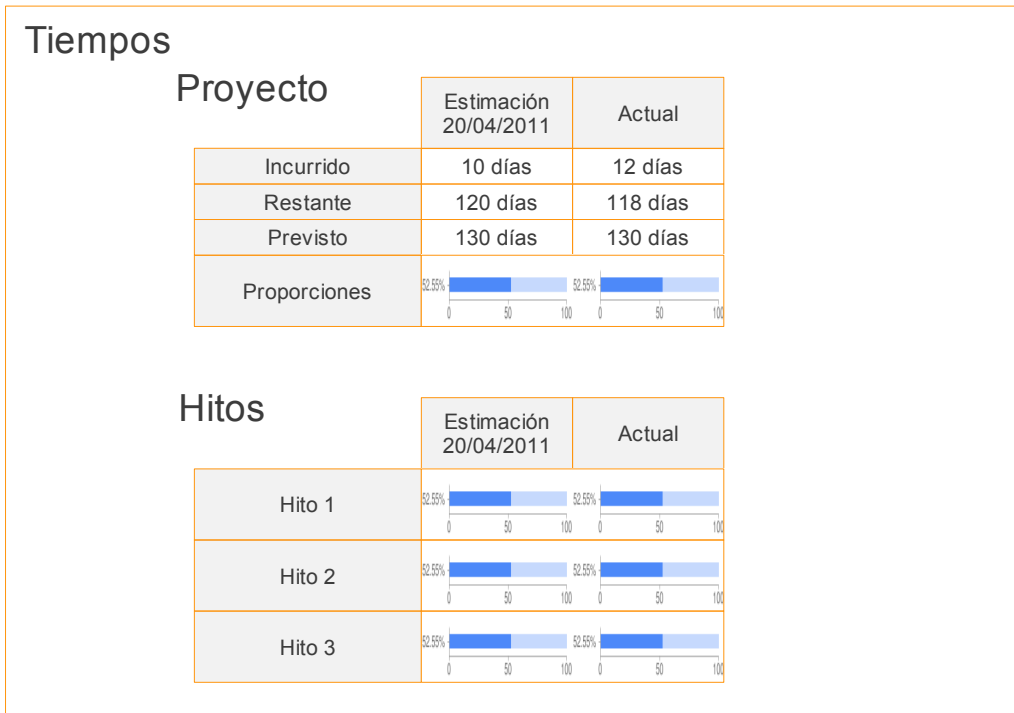 Tiempos
Proyecto
Estimación
20/04/2011
Actual
Incurrido 10 días 12 días
Restante 120 días 118 días
Previsto 130 días 130 días
Proporciones 52.55% 52.55%
0 50 100 0 50 100
Hitos
Estimación
20/04/2011
Actual
Hito 1 52.55% 52.55%
0 50 100 0 50 100
Hito 2 52.55% 52.55%
0 50 100 0 50 100
Hito 3 52.55% 52.55%
0 50 100 0 50 100